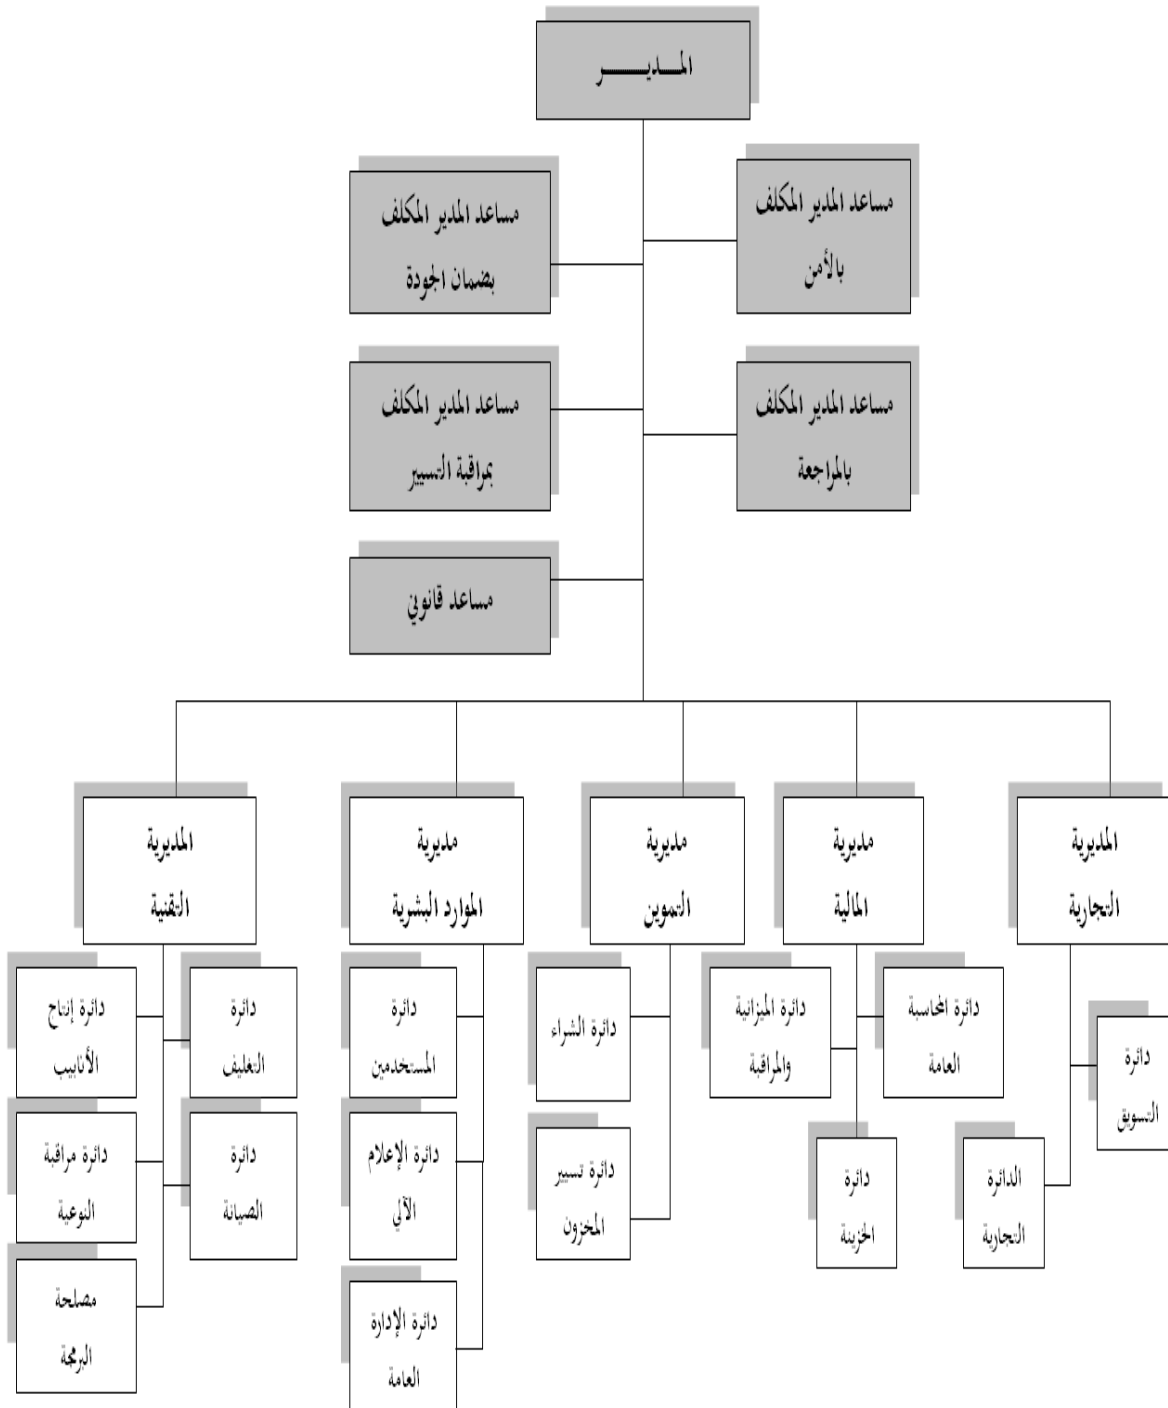 المـــديـــــــر
مساعد المدير المكلف
بالأمن
مساعد المدير المكلف
بضمان الجودة
مساعد المدير المكلف
بالمراجعة
مساعد المدير المكلف
بمراقبة التسيير
مساعد قانوني
المديرية
التجارية
مديرية
المالية
مديرية
التموين
مديرية
الموارد البشرية
المديرية
التقنية
دائرة
التسويق
الدائرة
التجارية
دائرة المحاسبة
العامة
دائرة الميزانية
والمراقبة
دائرة
الخزينة
دائرة الشراء
دائرة تسيير
المخزون
دائرة
المستخدمين
دائرة الإعلام
الآلي
دائرة الإدارة
العامة
دائرة
التغليف
دائرة إنتاج
الأنابيب
دائرة
الصيانة
دائرة مراقبة
النوعية
مصلحة
البرمجة